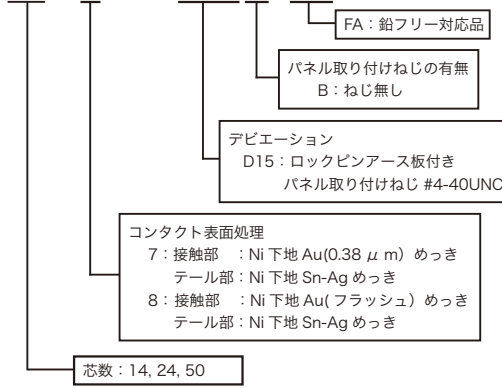 FA：鉛フリー対応品
パネル取り付けねじの有無
B：ねじ無し
デビエーション
D15：ロックピンアース板付き
パネル取り付けねじ #4-40UNC
コンタクト表面処理
7：接触部　：Ni 下地 Au(0.38 μ m）めっき
テール部：Ni 下地 Sn-Ag めっき
8：接触部　：Ni 下地 Au( フラッシュ）めっき
テール部：Ni 下地 Sn-Ag めっき
芯数：14, 24, 50